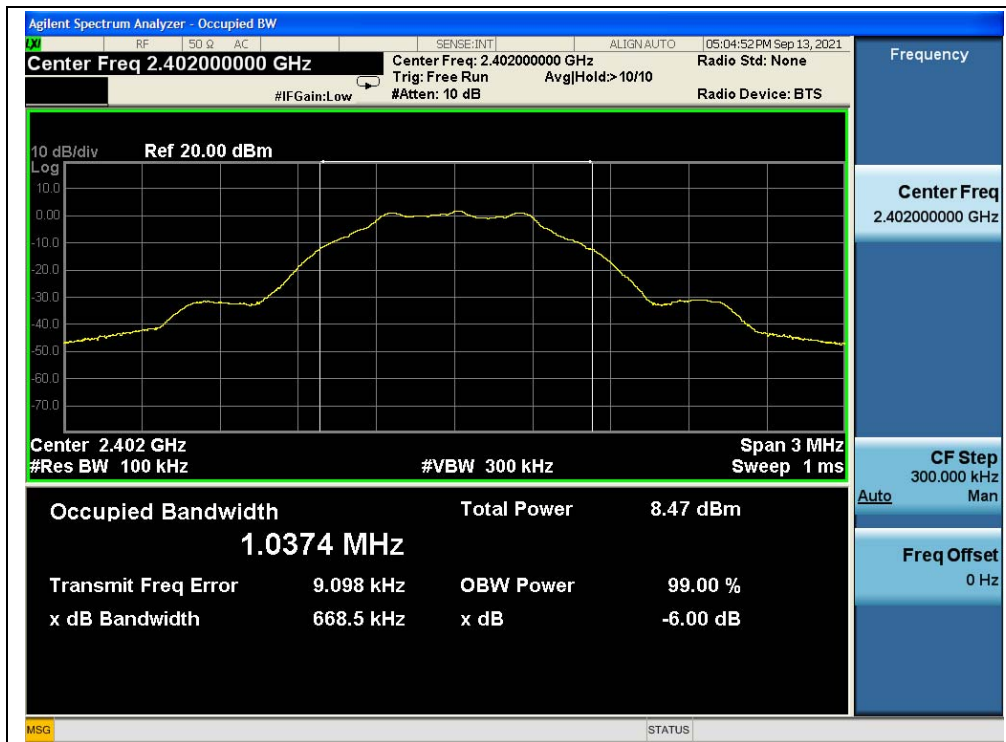 Agilent Spectrum Analyzer - Occupied BW
LXI RF 50 Ω AC SENSE:INT ALIGN AUTO 05:04:52 PM Sep 13, 2021
Center Freq 2.402000000 GHz
#IFGain:Low
Center Freq: 2.402000000 GHz
Trig: Free Run Avg|Hold:>10/10
#Atten: 10 dB
Radio Std: None
Radio Device: BTS
10 dB/div Ref 20.00 dBm
Log
10.0
0.00
-10.0
-20.0
-30.0
-40.0
-50.0
-60.0
-70.0
Center 2.402 GHz Span 3 MHz
#Res BW 100 kHz #VBW 300 kHz Sweep 1 ms
Occupied Bandwidth Total Power 8.47 dBm
1.0374 MHz
Transmit Freq Error 9.098 kHz OBW Power 99.00 %
x dB Bandwidth 668.5 kHz x dB -6.00 dB
Frequency
Center Freq
2.402000000 GHz
CF Step
300.000 kHz
Auto Man
Freq Offset
0 Hz
MSG STATUS